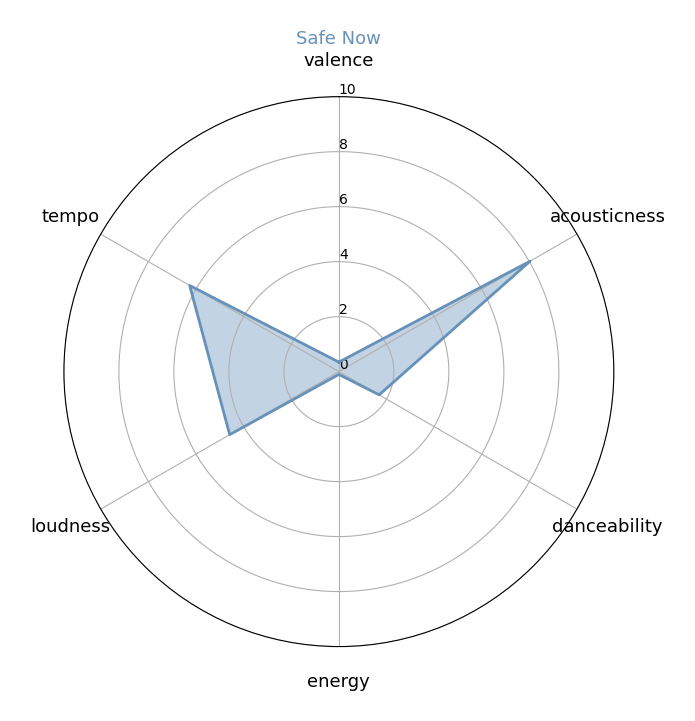 Safe Now
valence
10
8
6
4
2
0
tempo
acousticness
loudness
danceability
energy